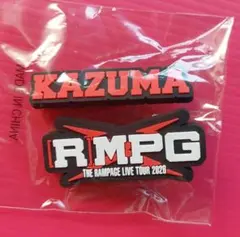 KAZUMA
RMPG
THE RAMPAGE LIVE TOUR 2020
MADE IN CHINA